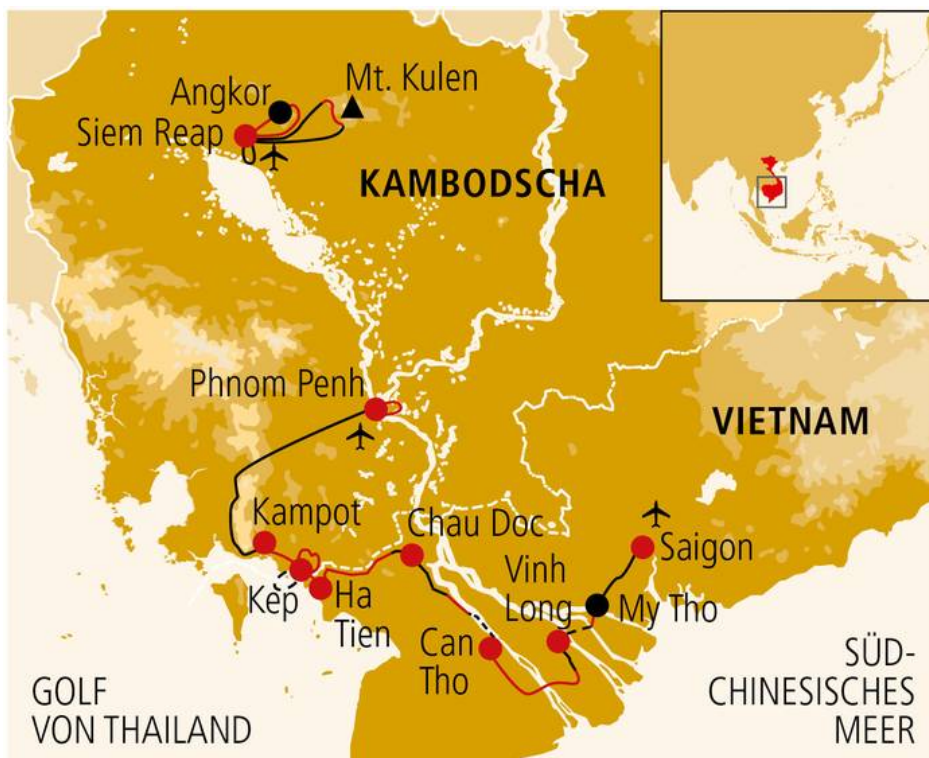 Angkor
Mt. Kulen
Siem Reap
KAMBODSCHA
Phnom Penh
VIETNAM
Kampot
Chau Doc
Saigon
Vinh
Long
My Tho
Kep
Ha
Tien
Can
Tho
GOLF
VON THAILAND
SÜD-
CHINESISCHES
MEER